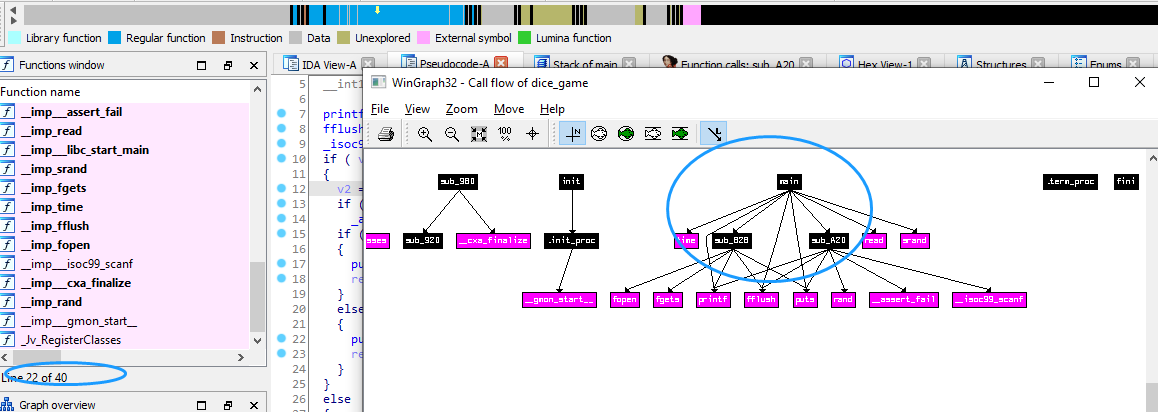 Library function Regular function Instruction Data Unexplored External symbol Lumina function
Functions window
IDA View-A Pseudocode-A Stack of main Function calls: sub_A20 Hex View-1 Structures Enums
Function name
__imp___assert_fail
__imp_read
__imp___libc_start_main
__imp_srand
__imp_fgets
__imp_time
__imp_fflush
__imp_fopen
__imp___isoc99_scanf
__imp___cxa_finalize
__imp_rand
__imp___gmon_start__
_Jv_RegisterClasses
Line 22 of 40
Graph overview
5 __int1
6
7 printf
8 fflush
9 _isoc9
10 if ( v
11 {
12 v2 =
13 if (
14 _a
15 if (
16 {
17 pu
18 re
19 }
20 else
21 {
22 pu
23 re
24 }
25 }
26 else
27 {
WinGraph32 - Call flow of dice_game
File View Zoom Move Help
100 %
N
sub_980 init main .term_proc fini
sses sub_920 __cxa_finalize .init_proc time sub_B28 sub_A20 read srand
__gmon_start__ fopen fgets printf fflush puts rand __assert_fail __isoc99_scanf